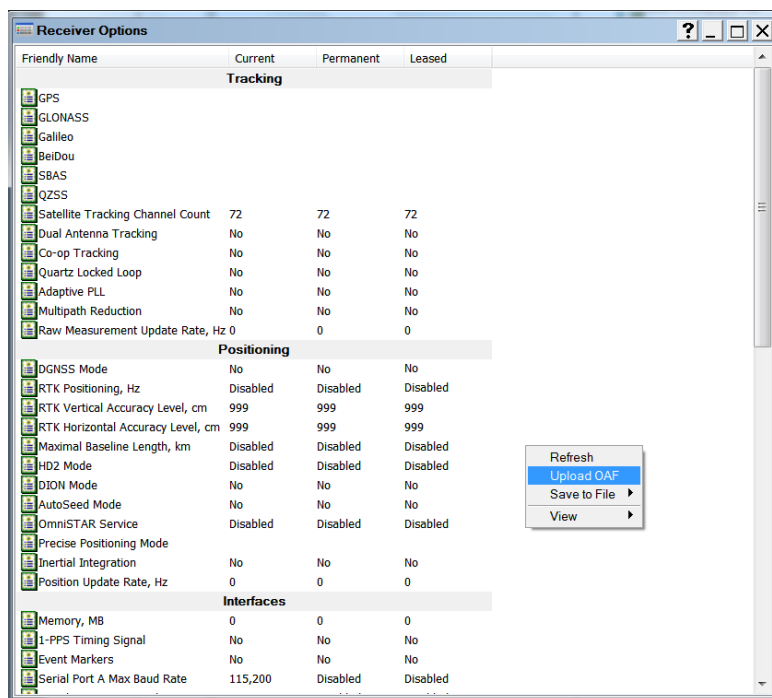 Receiver Options
?
Friendly Name Current Permanent Leased
Tracking
GPS
GLONASS
Galileo
BeiDou
SBAS
QZSS
Satellite Tracking Channel Count 72 72 72
Dual Antenna Tracking No No No
Co-op Tracking No No No
Quartz Locked Loop No No No
Adaptive PLL No No No
Multipath Reduction No No No
Raw Measurement Update Rate, Hz 0 0 0
Positioning
DGNSS Mode No No No
RTK Positioning, Hz Disabled Disabled Disabled
RTK Vertical Accuracy Level, cm 999 999 999
RTK Horizontal Accuracy Level, cm 999 999 999
Maximal Baseline Length, km Disabled Disabled Disabled
HD2 Mode Disabled Disabled Disabled
DION Mode No No No
AutoSeed Mode No No No
OmniSTAR Service Disabled Disabled Disabled
Precise Positioning Mode
Inertial Integration No No No
Position Update Rate, Hz 0 0 0
Interfaces
Memory, MB 0 0 0
1-PPS Timing Signal No No No
Event Markers No No No
Serial Port A Max Baud Rate 115,200 Disabled Disabled
Refresh
Upload OAF
Save to File
View